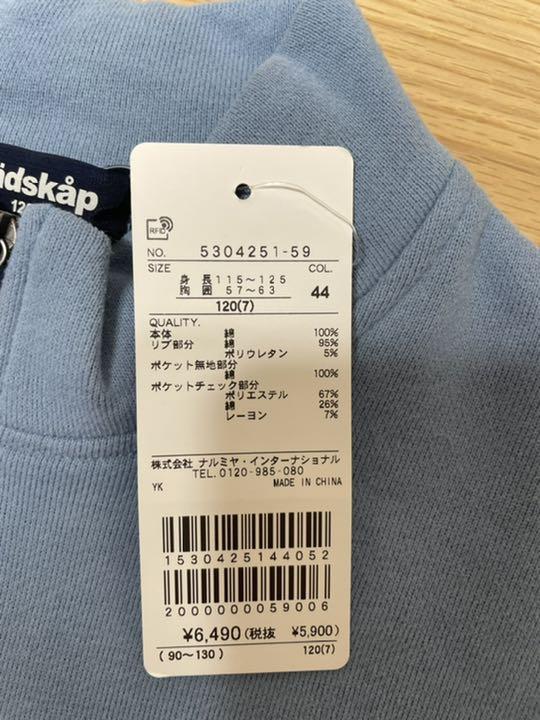 idskåp
RFID
NO. 5304251-59
SIZE COL.
身長 115～125
胸囲 57～63
44
120(7)
QUALITY.
本体 綿 100%
リブ部分 綿 95%
ポリウレタン 5%
ポケット無地部分
綿 100%
ポケットチェック部分
ポリエステル 67%
綿 26%
レーヨン 7%
株式会社 ナルミヤ・インターナショナル
TEL.0120-985-080
YK MADE IN CHINA
1530425144052
2000000059006
¥6,490(税抜 ¥5,900)
(90～130) 120(7)